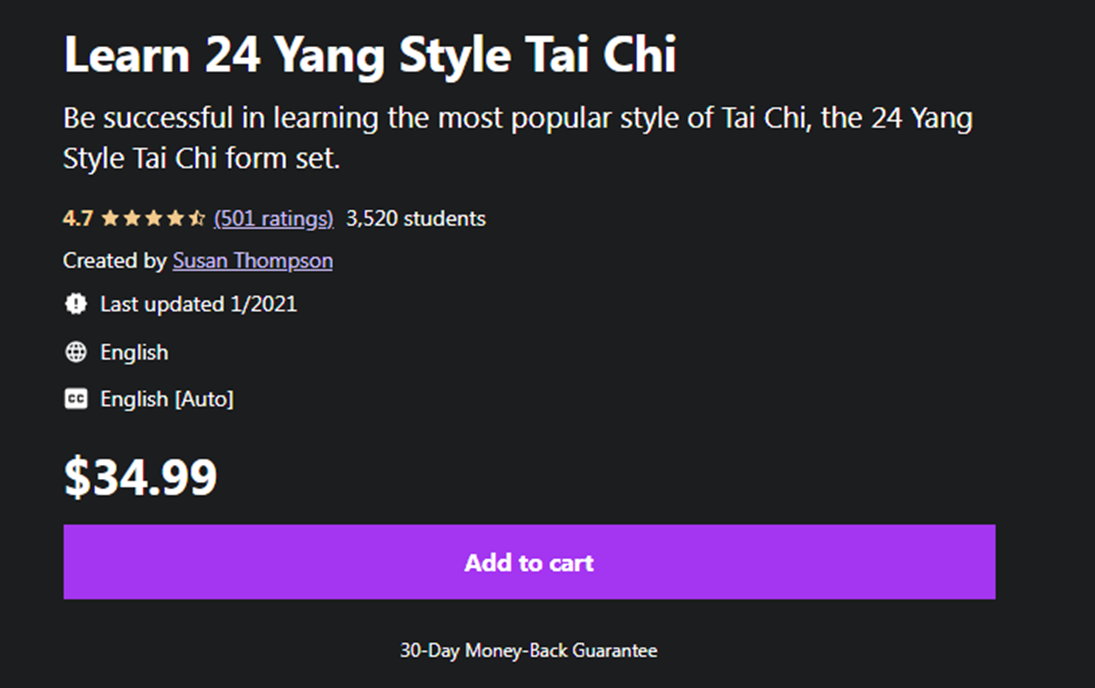 Learn 24 Yang Style Tai Chi
Be successful in learning the most popular style of Tai Chi, the 24 Yang
Style Tai Chi form set.
4.7 (501 ratings) 3,520 students
Created by Susan Thompson
Last updated 1/2021
English
CC English [Auto]
$34.99
Add to cart
30-Day Money-Back Guarantee